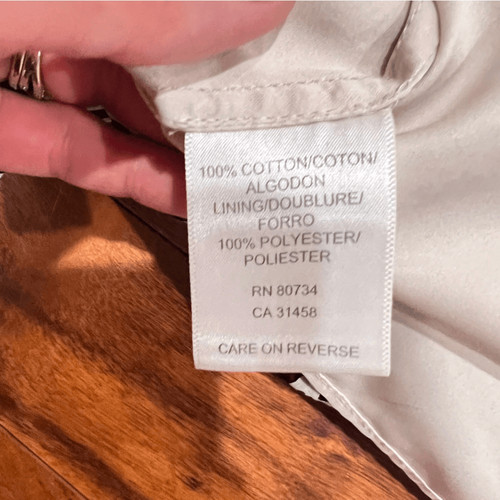 100% COTTON/COTON/
ALGODON
LINING/DOUBLURE/
FORRO
100% POLYESTER/
POLIESTER
RN 80734
CA 31458
CARE ON REVERSE